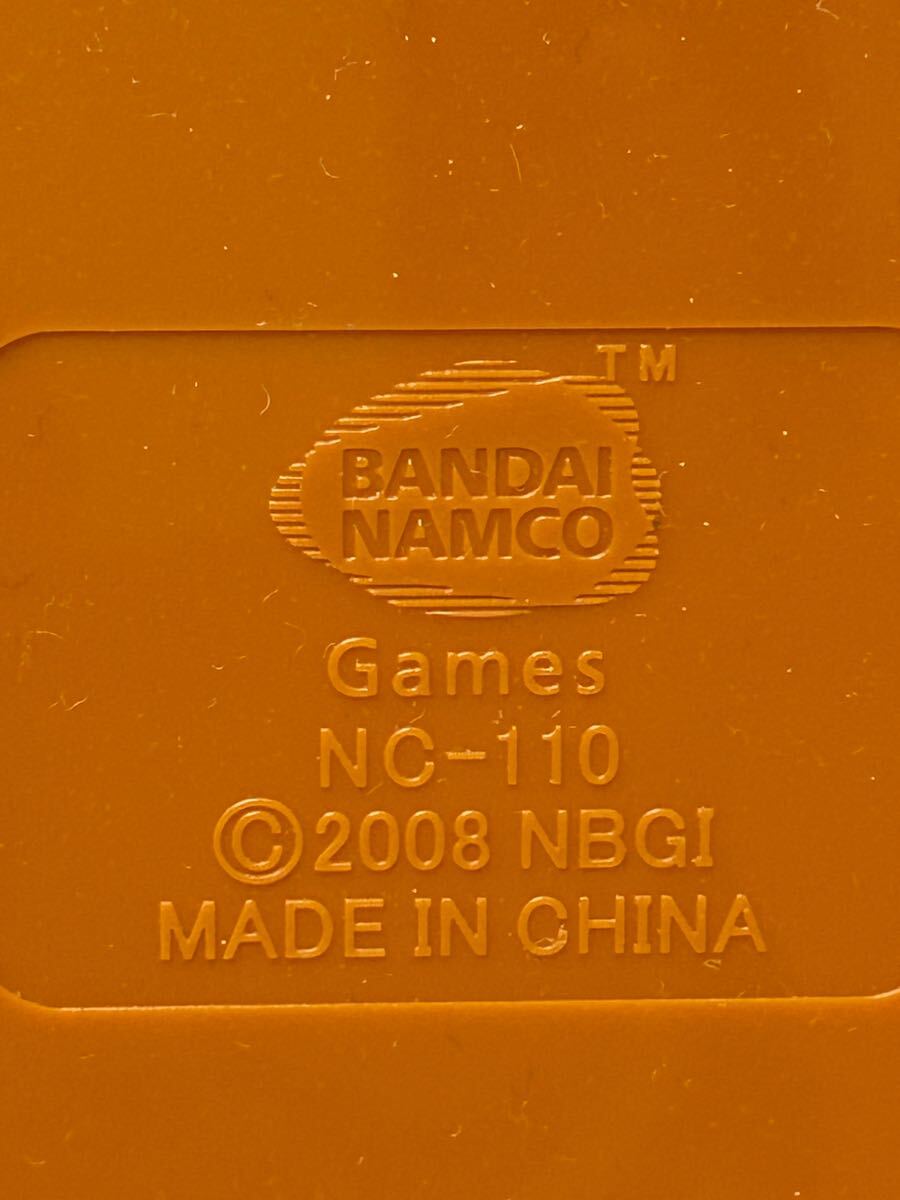 TM
BANDAI
NAMCO
Games
NC-110
©2008 NBGI
MADE IN CHINA